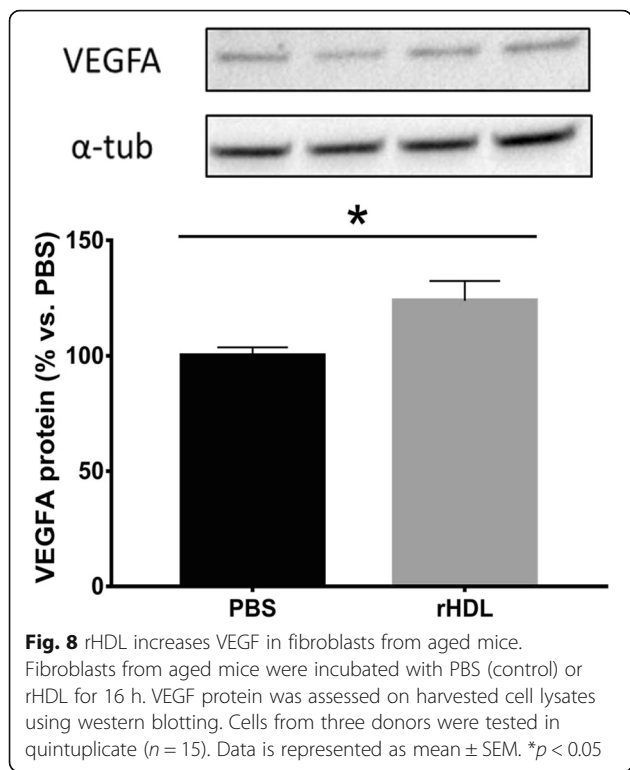 VEGFA
α-tub
*
VEGFA protein (% vs. PBS)
150
100
50
0
PBS rHDL
Fig. 8 rHDL increases VEGF in fibroblasts from aged mice.
Fibroblasts from aged mice were incubated with PBS (control) or
rHDL for 16 h. VEGF protein was assessed on harvested cell lysates
using western blotting. Cells from three donors were tested in
quintuplicate (n = 15). Data is represented as mean ± SEM. *p < 0.05